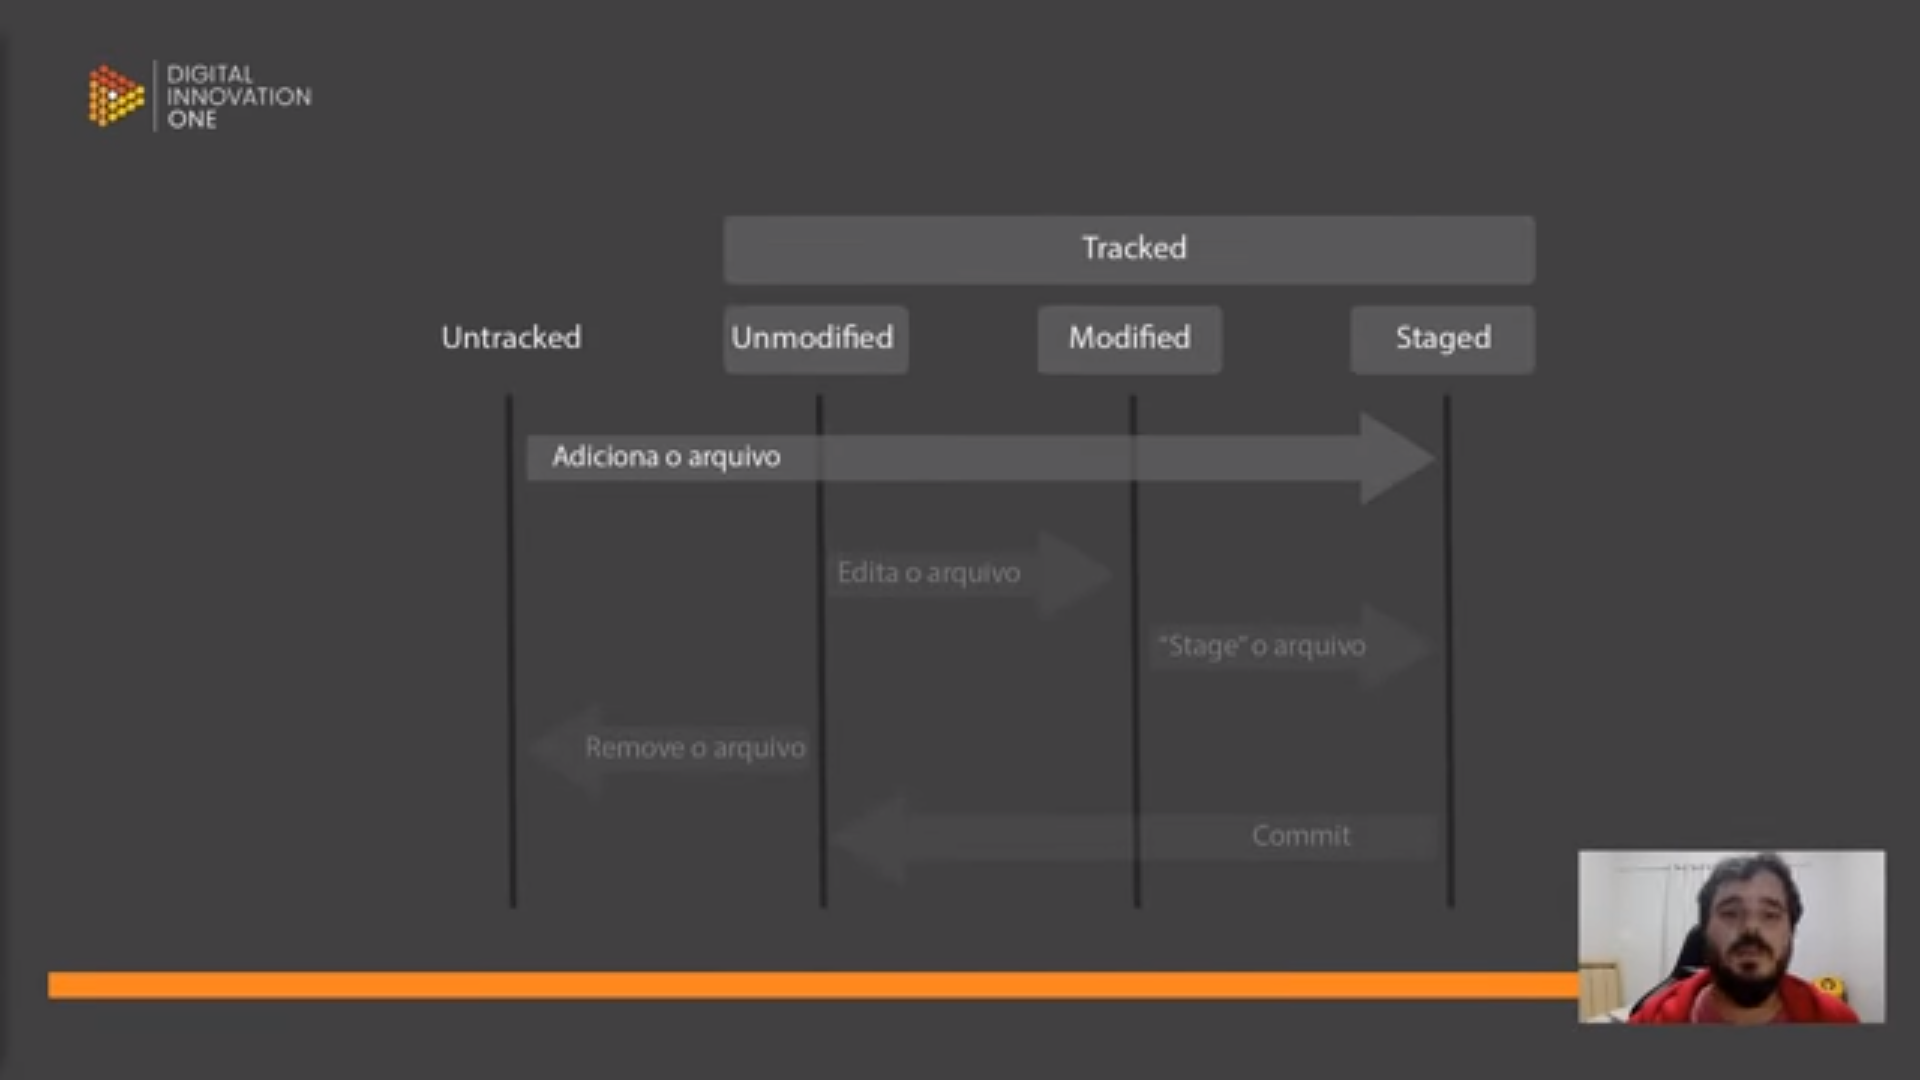 DIGITAL
INNOVATION
ONE
Tracked
Untracked
Unmodified
Modified
Staged
Adiciona o arquivo
Edita o arquivo
"Stage" o arquivo
Remove o arquivo
Commit